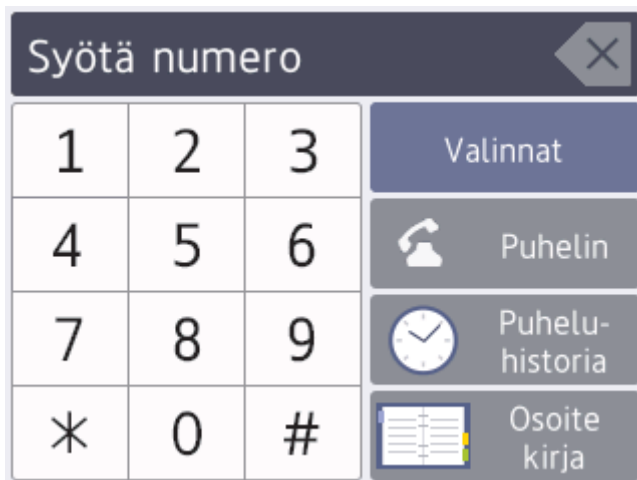 Syötä numero
1 2 3
Valinnat
4 5 6
Puhelin
7 8 9
Puhelu-
historia
* 0 #
Osoite
kirja